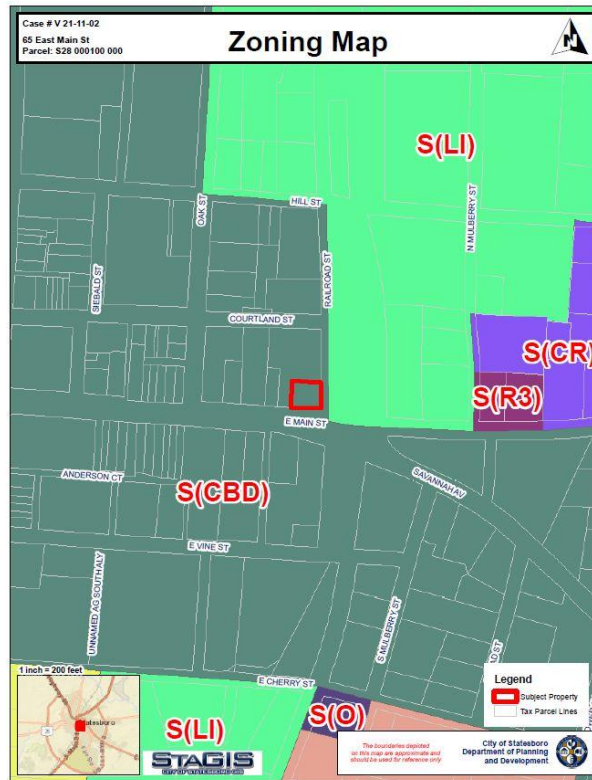 Case # V 21-11-02
65 East Main St
Parcel: S28 000100 000
Zoning Map
N
S(LI)
HILL ST
OAK ST
N MULBERRY ST
RAILROAD ST
SIEBALD ST
COURTLAND ST
S(CR)
S(R3)
E MAIN ST
SAVANNAH AV
ANDERSON CT
S(CBD)
E VINE ST
UNNAMED AG SOUTH ALY
S MULBERRY ST
E CHERRY ST
1 inch = 200 feet
Statesboro
S(LI)
S(O)
STAGIS
Legend
Subject Property
Tax Parcel Lines
The boundaries depicted
on this map are approximate and
should be used for reference only
City of Statesboro
Department of Planning
and Development